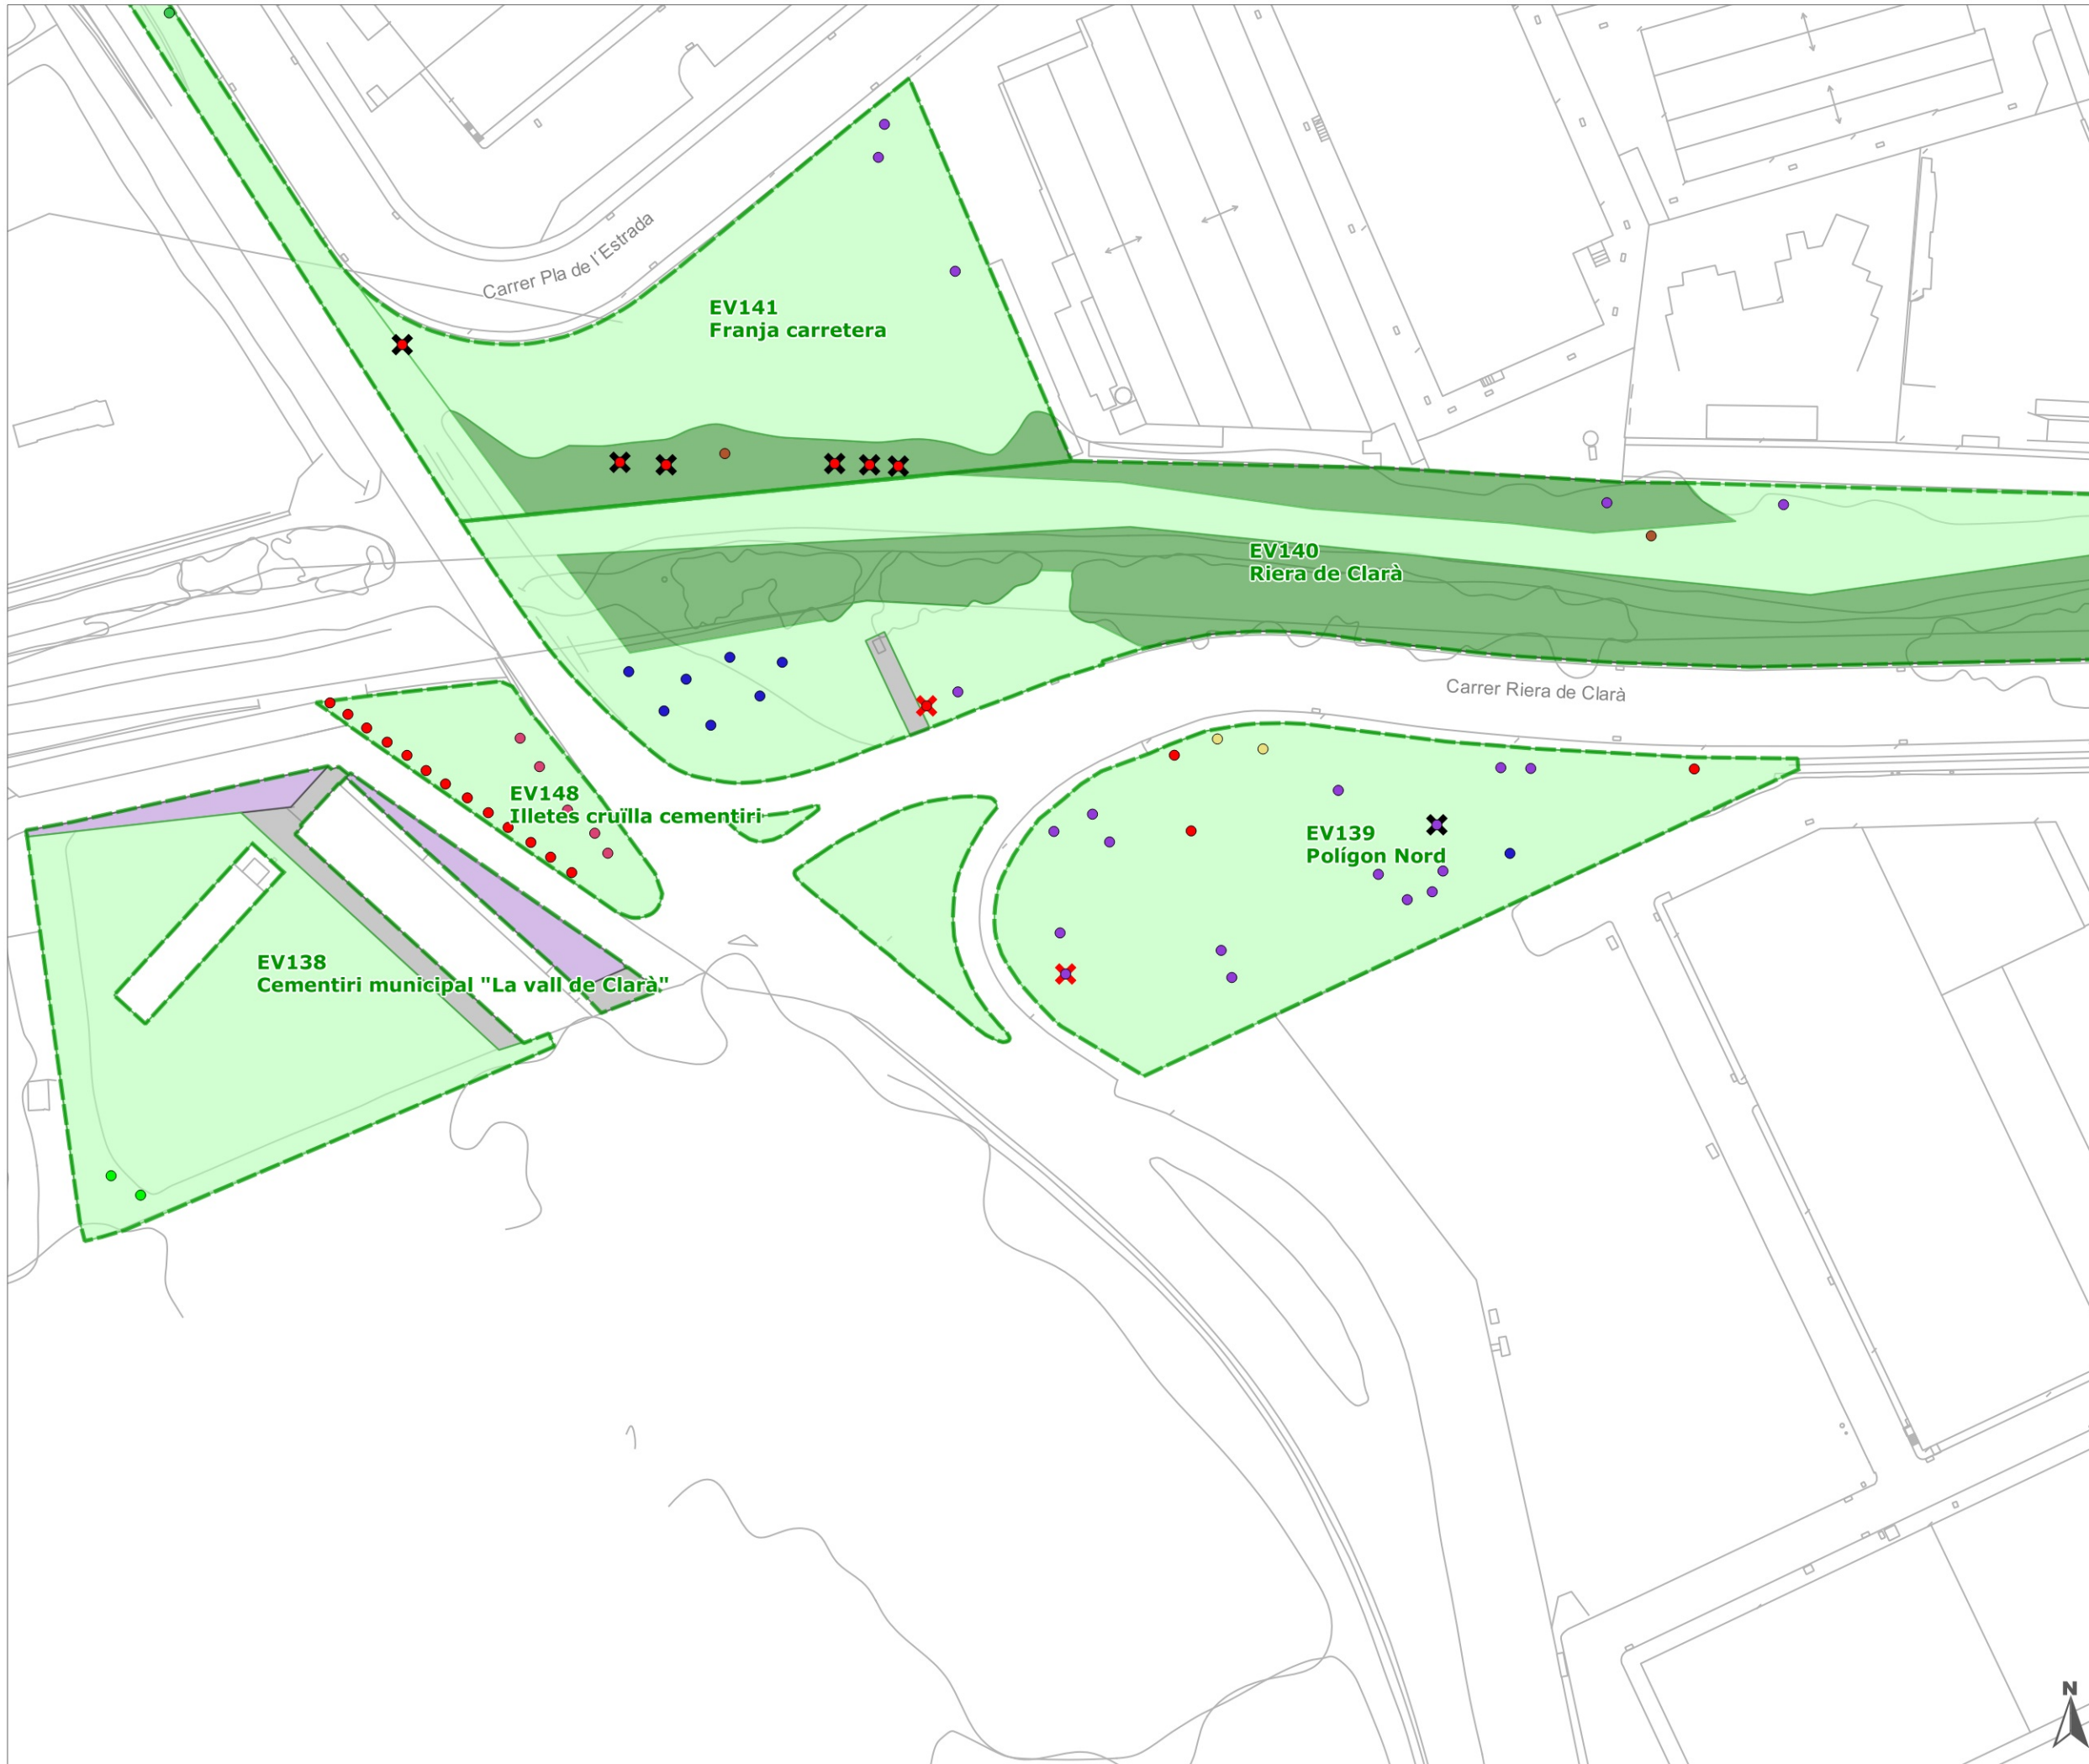 Carrer Pla de l'Estrada
EV141
Franja carretera
EV140
Riera de Clarà
Carrer Riera de Clarà
EV148
Illetes cruïlla cementiri
EV139
Polígon Nord
EV138
Cementiri municipal "La vall de Clarà"
N